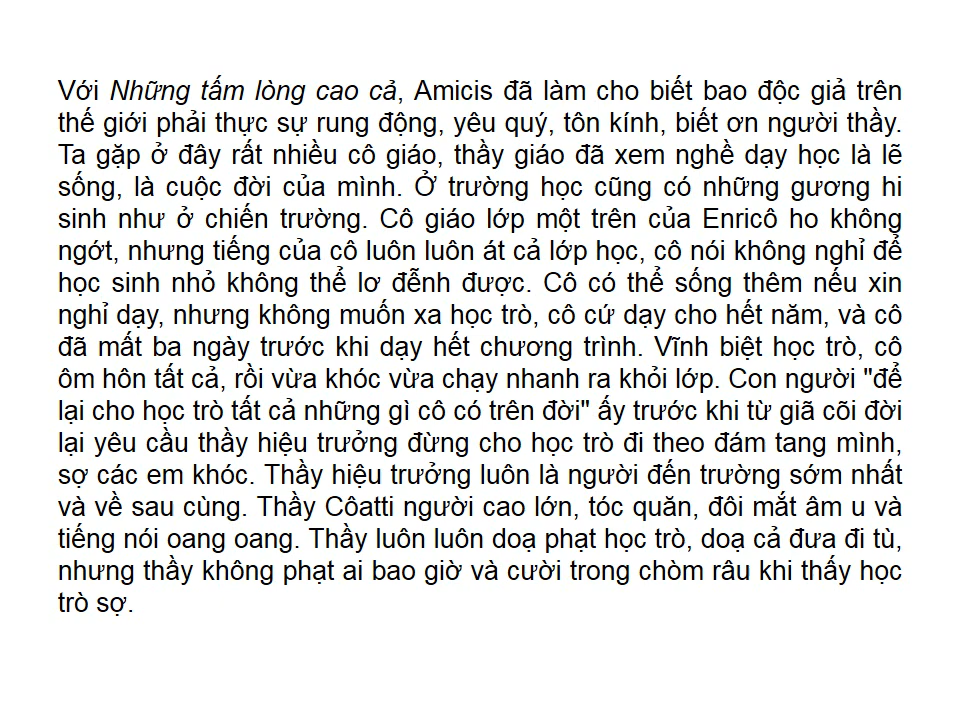 Với Những tấm lòng cao cả, Amicis đã làm cho biết bao độc giả trên
thế giới phải thực sự rung động, yêu quý, tôn kính, biết ơn người thầy.
Ta gặp ở đây rất nhiều cô giáo, thầy giáo đã xem nghề dạy học là lẽ
sống, là cuộc đời của mình. Ở trường học cũng có những gương hi
sinh như ở chiến trường. Cô giáo lớp một trên của Enricô ho không
ngớt, nhưng tiếng của cô luôn luôn át cả lớp học, cô nói không nghỉ để
học sinh nhỏ không thể lơ đễnh được. Cô có thể sống thêm nếu xin
nghỉ dạy, nhưng không muốn xa học trò, cô cứ dạy cho hết năm, và cô
đã mất ba ngày trước khi dạy hết chương trình. Vĩnh biệt học trò, cô
ôm hôn tất cả, rồi vừa khóc vừa chạy nhanh ra khỏi lớp. Con người "để
lại cho học trò tất cả những gì cô có trên đời" ấy trước khi từ giã cõi đời
lại yêu cầu thầy hiệu trưởng đừng cho học trò đi theo đám tang mình,
sợ các em khóc. Thầy hiệu trưởng luôn là người đến trường sớm nhất
và về sau cùng. Thầy Côatti người cao lớn, tóc quăn, đôi mắt âm u và
tiếng nói oang oang. Thầy luôn luôn doạ phạt học trò, doạ cả đưa đi tù,
nhưng thầy không phạt ai bao giờ và cười trong chòm râu khi thấy học
trò sợ.